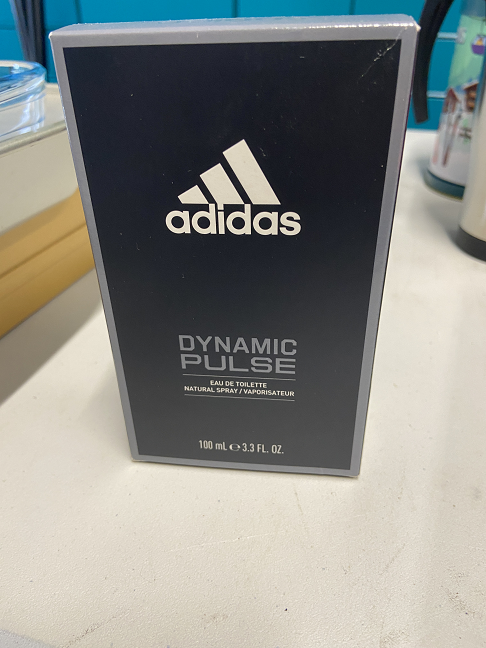 adidas
DYNAMIC
PULSE
EAU DE TOILETTE
NATURAL SPRAY / VAPORISATEUR
100 mL ℮ 3.3 FL. OZ.